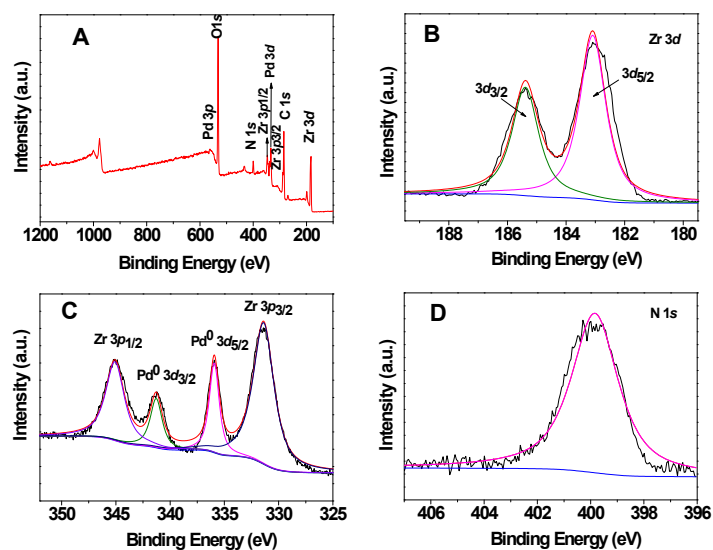 A
Intensity (a.u.)
O1s
Pd 3p
N 1s
Zr 3p1/2
Pd 3d
Zr 3p3/2
C 1s
Zr 3d
1200 1000 800 600 400 200
Binding Energy (eV)
B
Zr 3d
Intensity (a.u.)
3d3/2
3d5/2
188 186 184 182 180
Binding Energy (eV)
C
Intensity (a.u.)
Zr 3p1/2
Pd0 3d3/2
Pd0 3d5/2
Zr 3p3/2
350 345 340 335 330 325
Binding Energy (eV)
D
N 1s
Intensity (a.u.)
406 404 402 400 398 396
Binding Energy (eV)